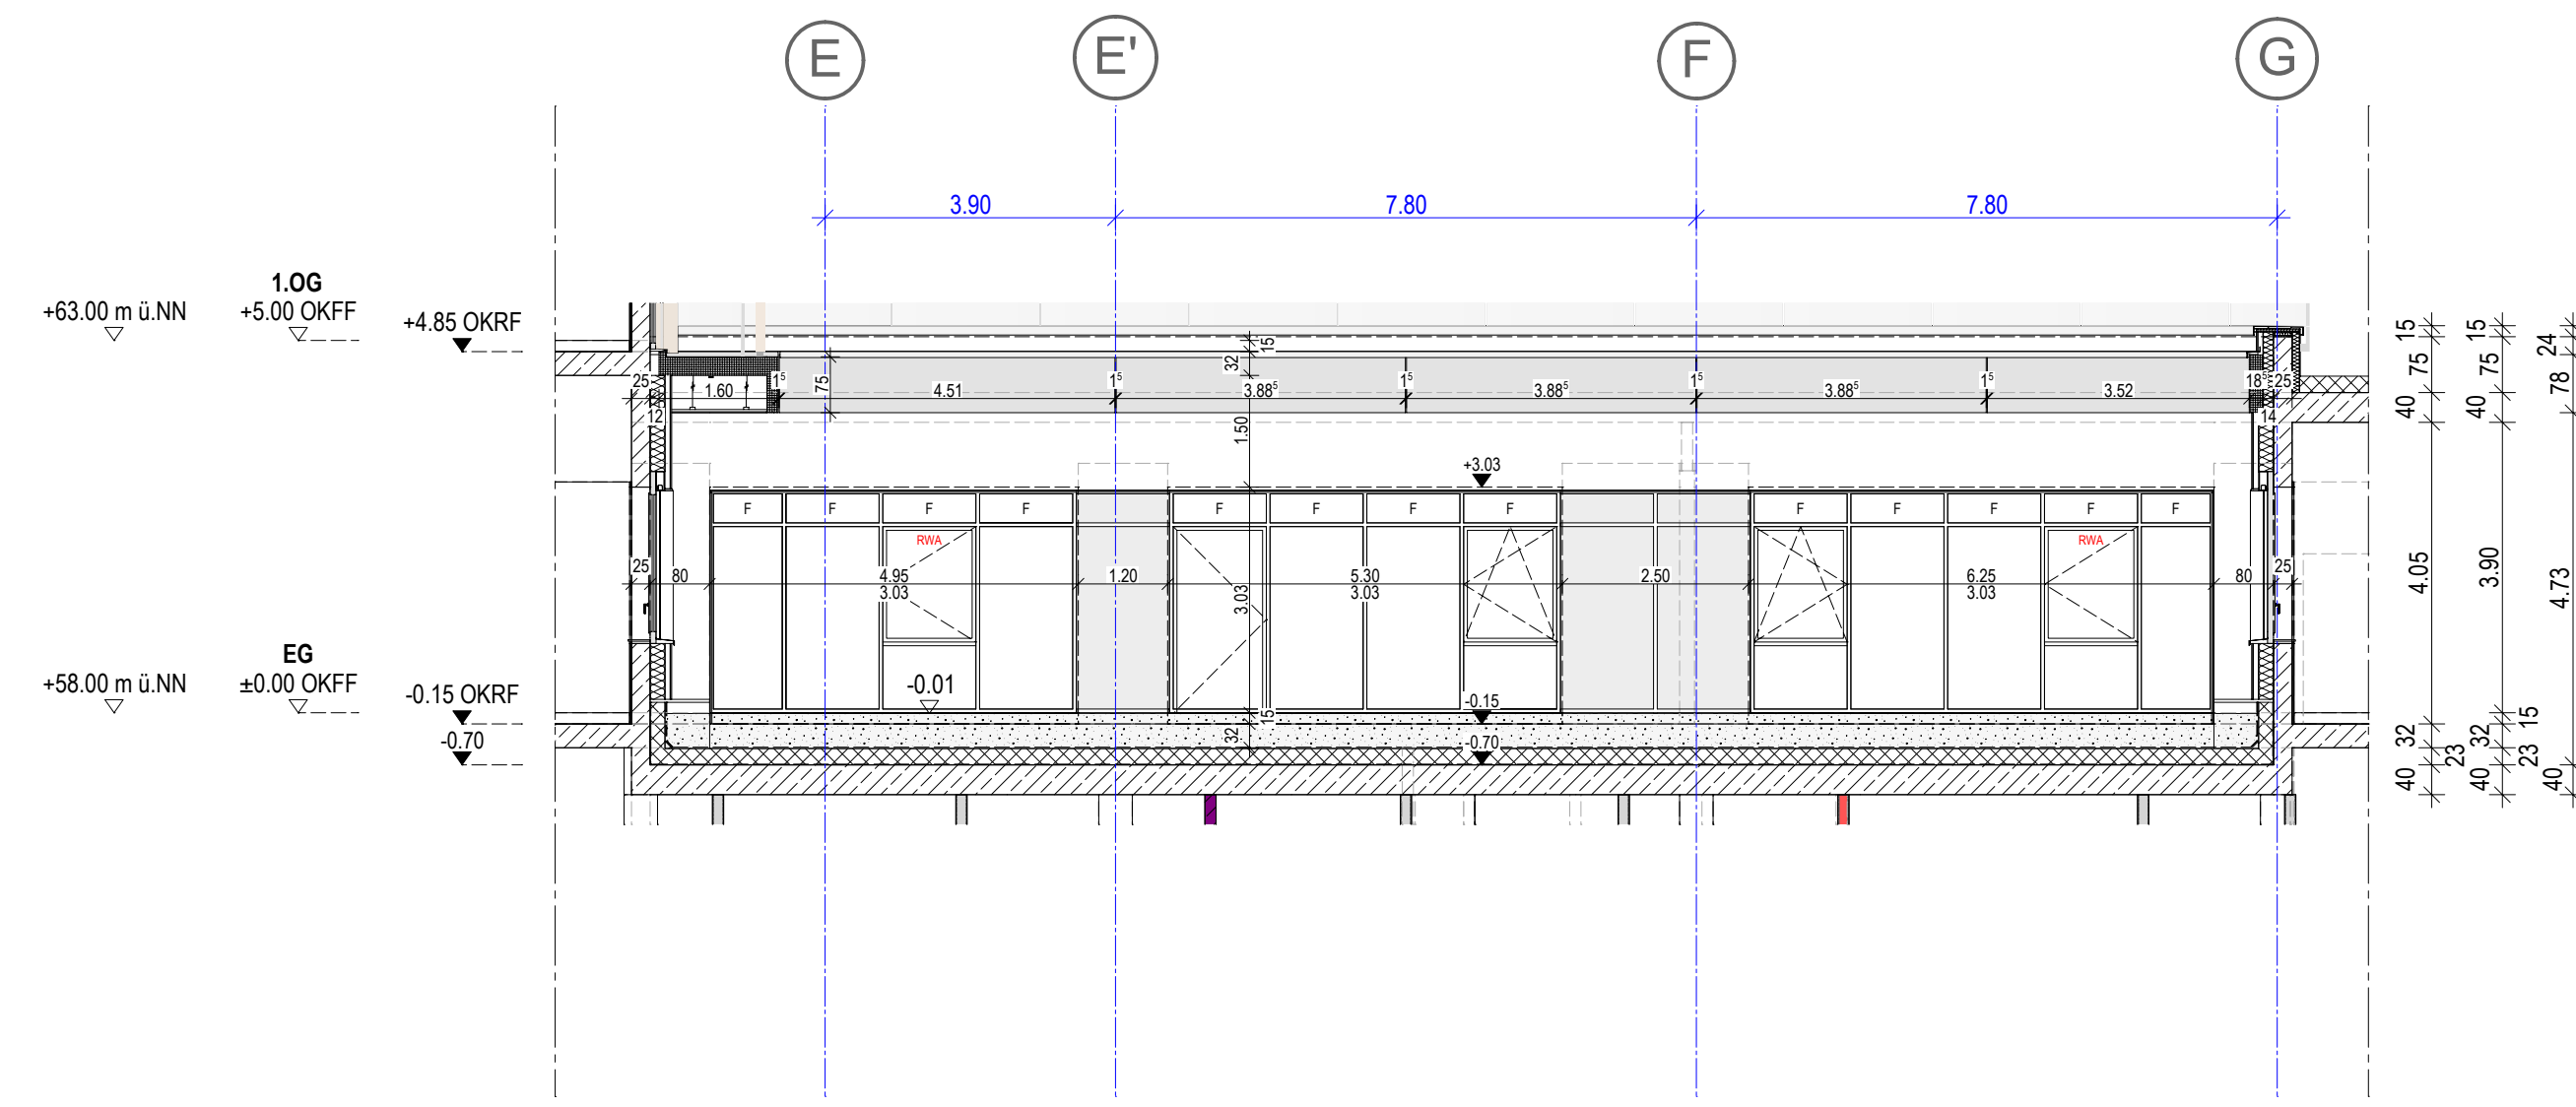 E E' F G
3.90 7.80 7.80
1.OG
+63.00 m ü.NN +5.00 OKFF +4.85 OKRF
15 15 24
75 75 78
40 40
32 15
25 1.60 1⁵ 75 4.51 1⁵ 3.88⁵ 1⁵ 3.88⁵ 1⁵ 3.88⁵ 1⁵ 3.52 18⁵ 25
12 1.50 14
+3.03
F F F F F F F F F F F F F
RWA RWA
25 80 4.95 1.20 5.30 2.50 6.25 80 25
3.03 3.03 3.03 3.03
4.05 3.90 4.73
EG
+58.00 m ü.NN ±0.00 OKFF -0.15 OKRF
-0.01
-0.15
15
32
-0.70 -0.70
32 32 15
23 23
40 40 40